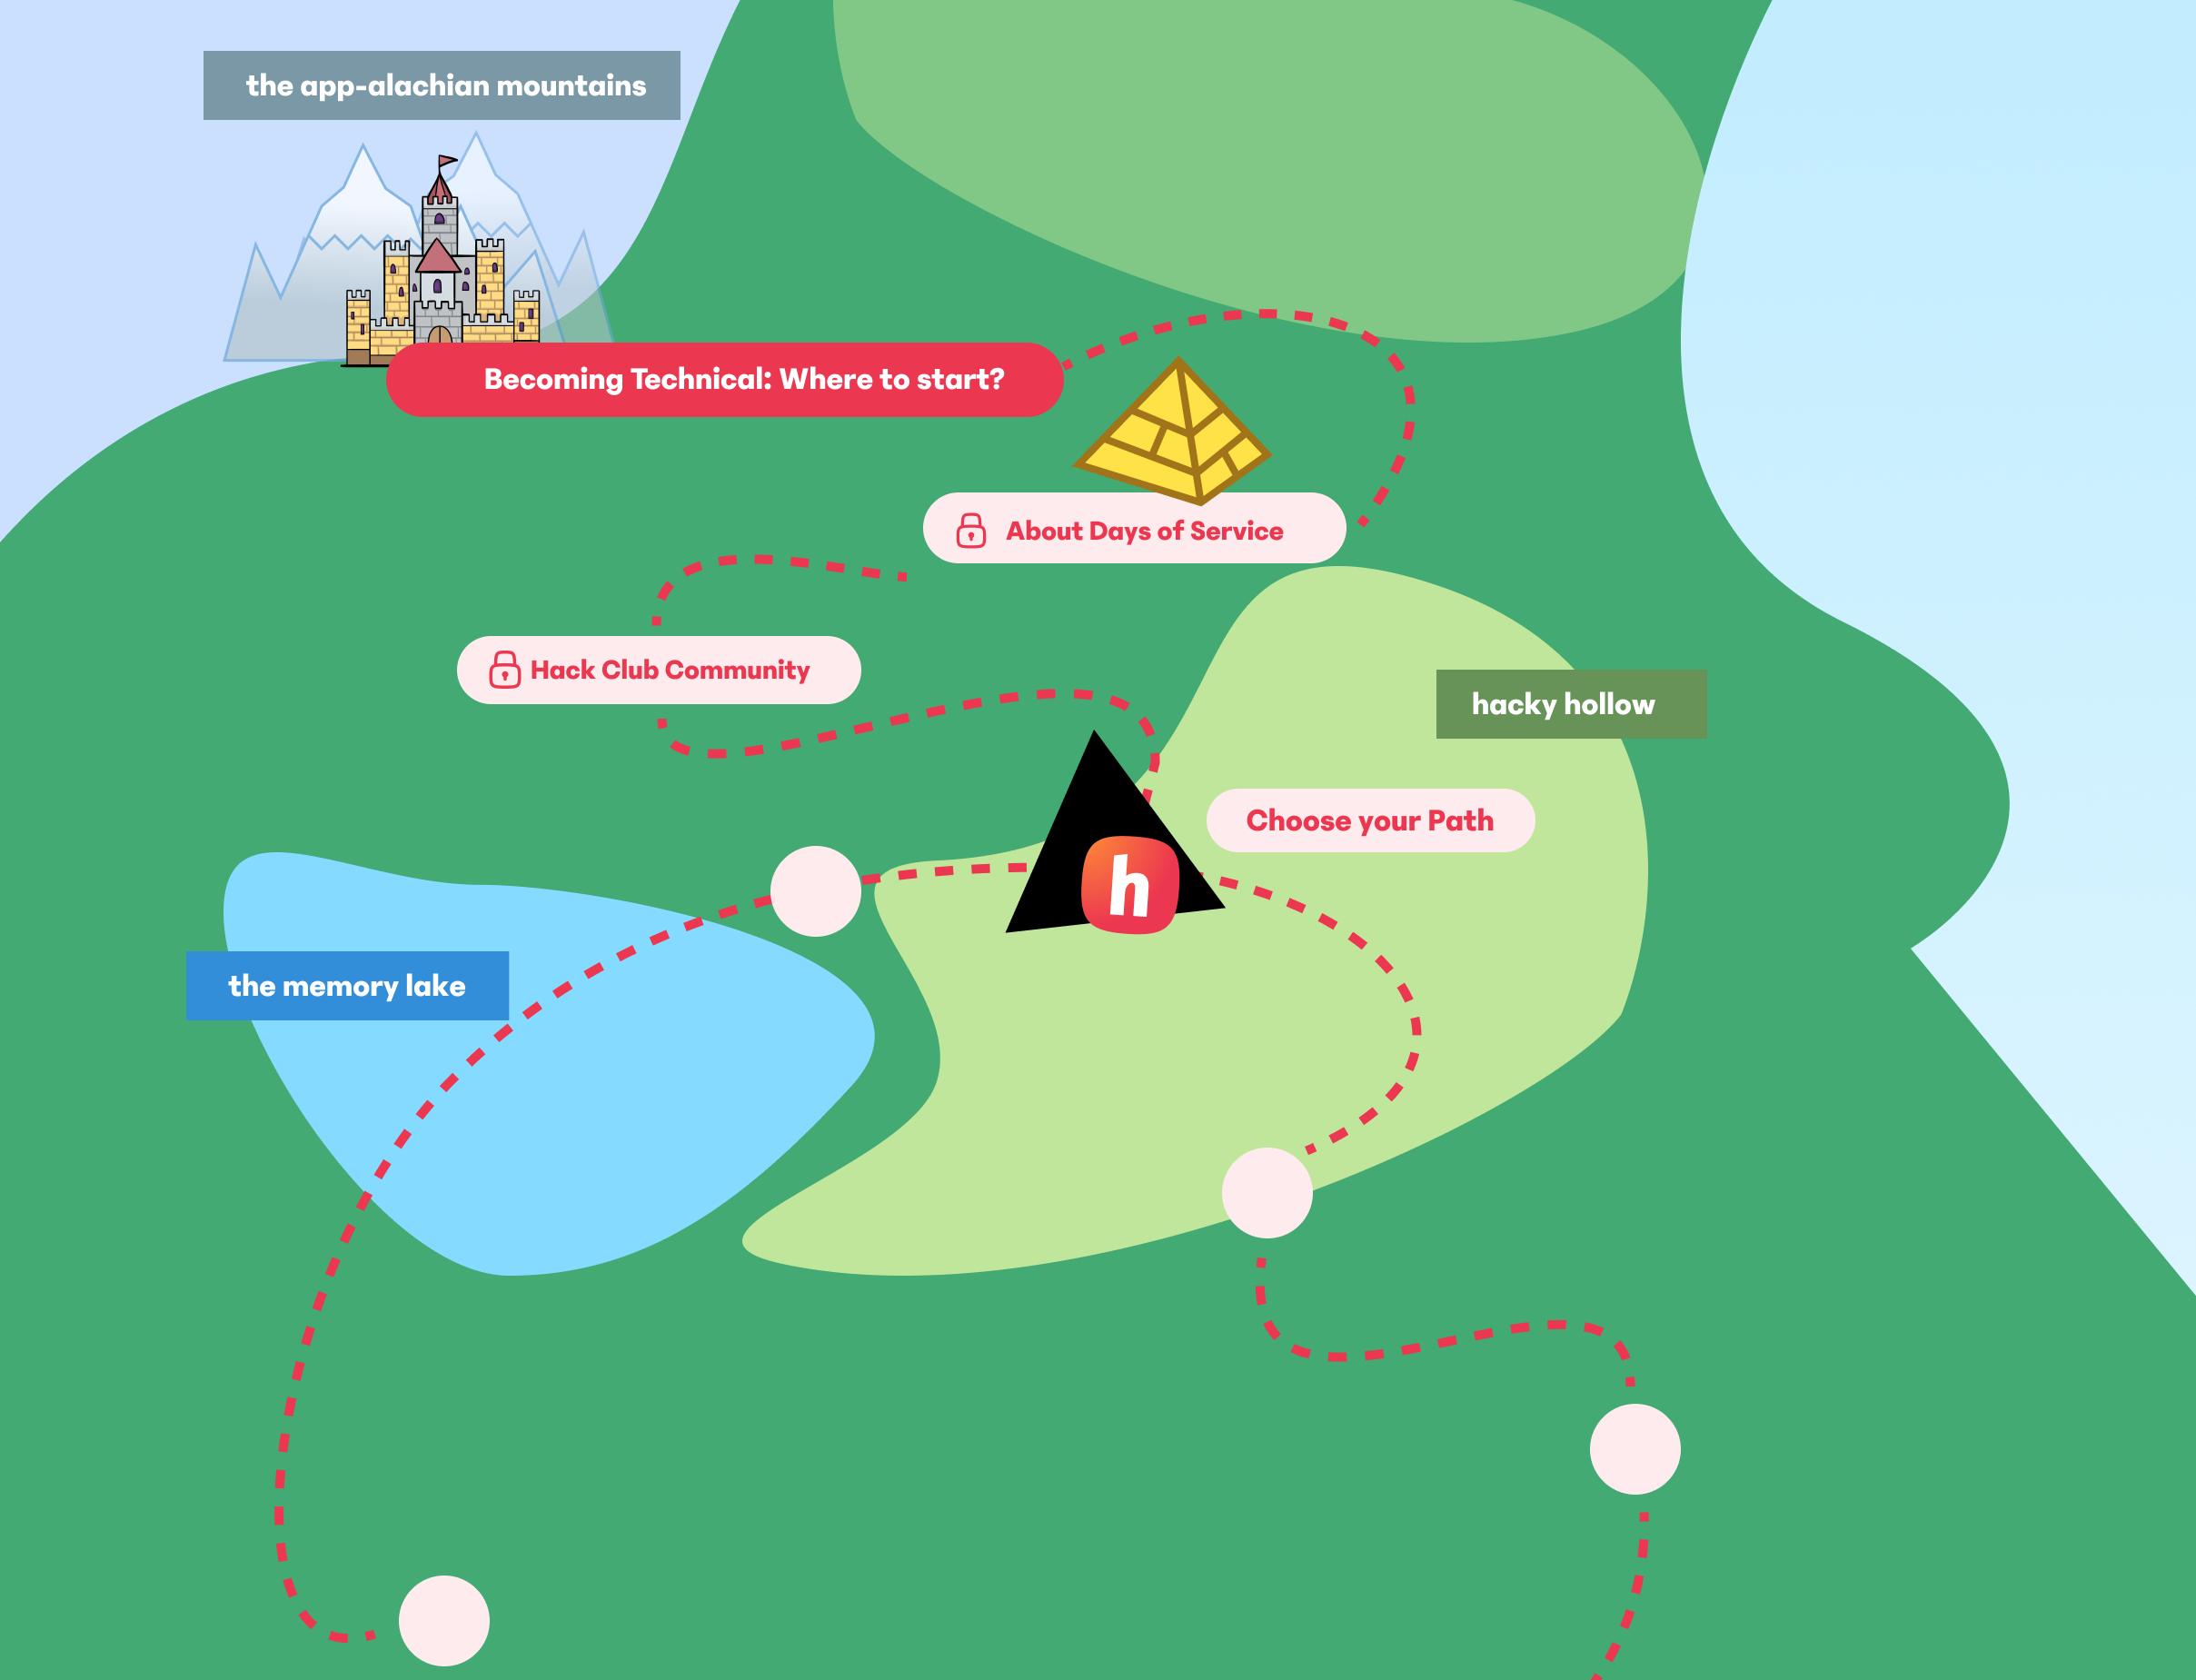 the app-alachian mountains
Becoming Technical: Where to start?
About Days of Service
Hack Club Community
hacky hollow
Choose your Path
h
the memory lake